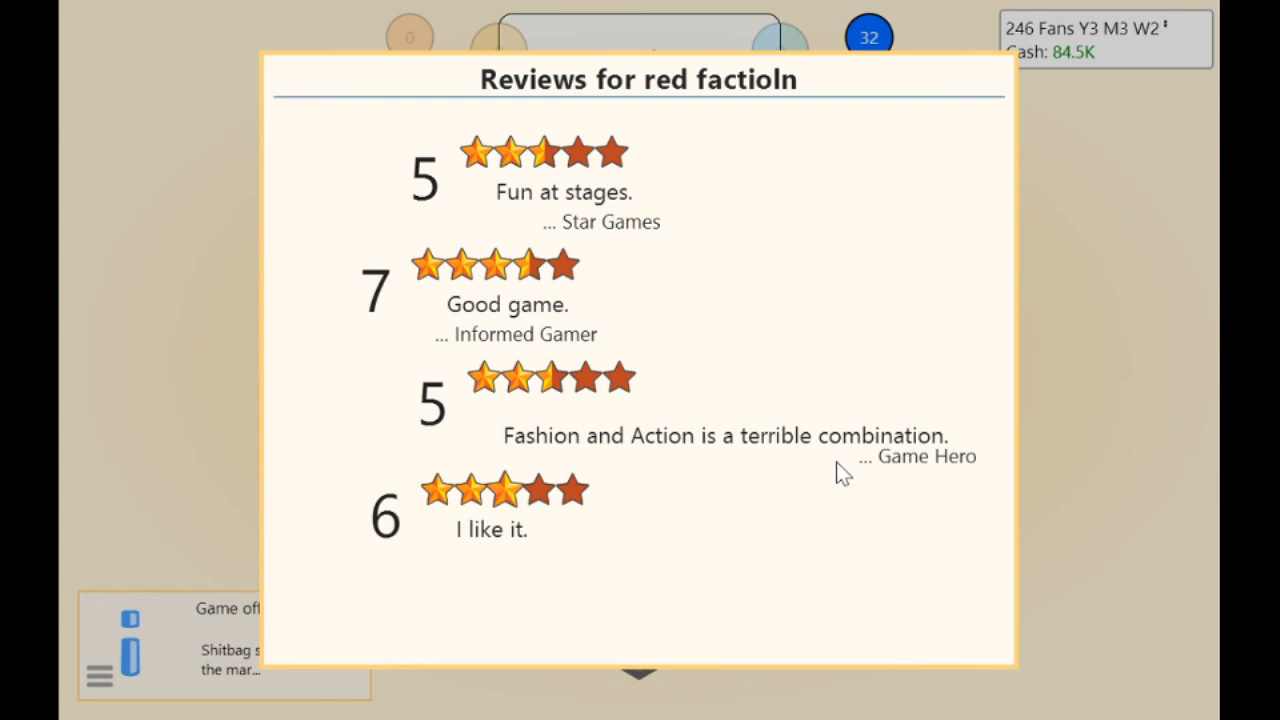 0
32
246 Fans Y3 M3 W2
Cash: 84.5K
Reviews for red factioln
5
Fun at stages.
... Star Games
7
Good game.
... Informed Gamer
5
Fashion and Action is a terrible combination.
... Game Hero
6
I like it.
Game off
Shitbag s
the mar...